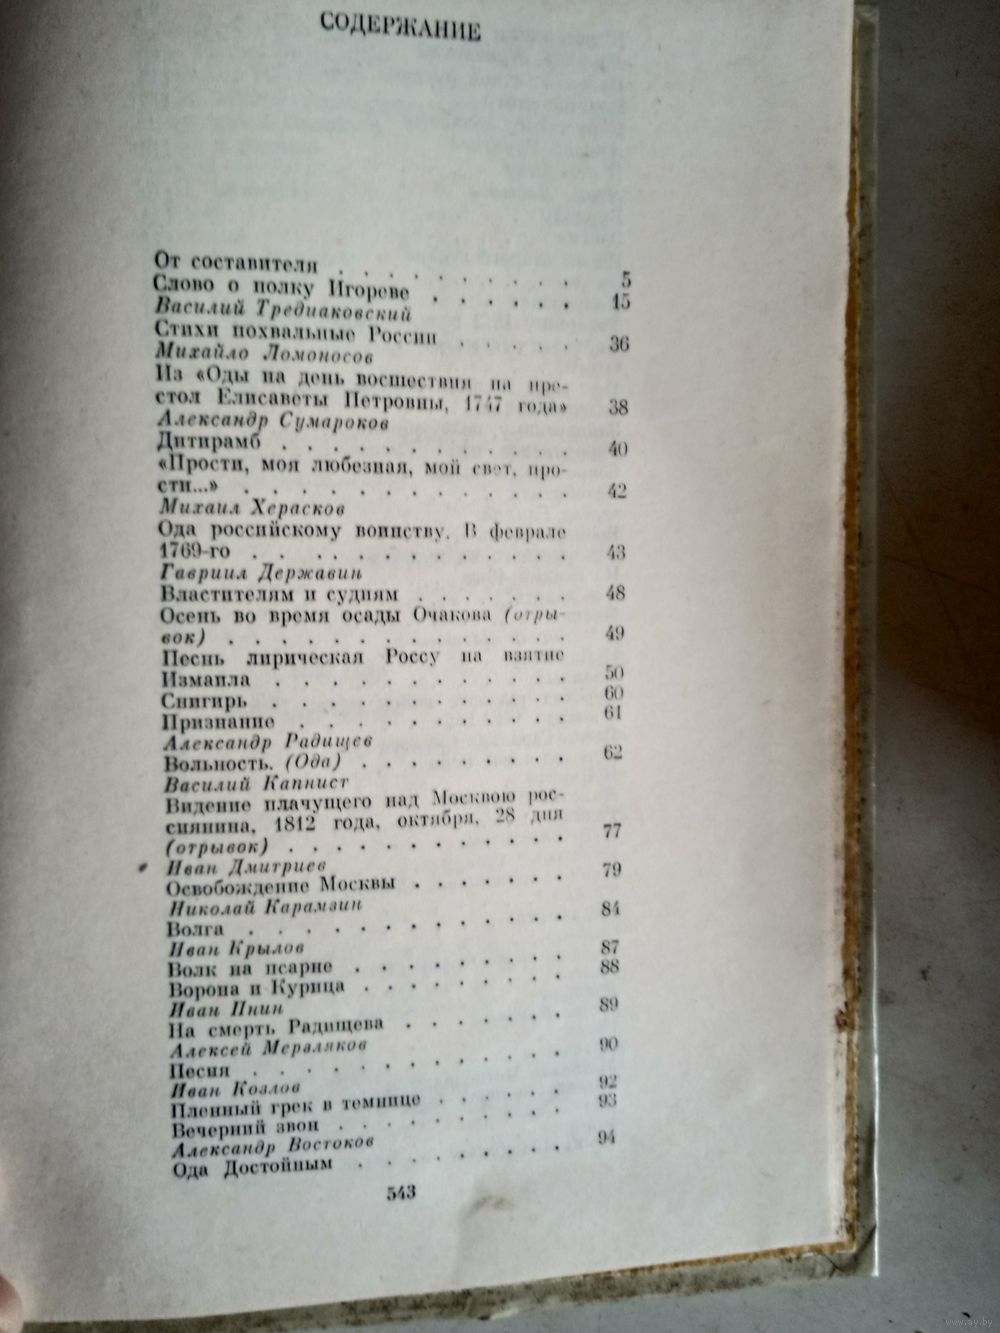 СОДЕРЖАНИЕ
От составителя . . . . . . . . . 5
Слово о полку Игореве . . . . . . 15
Василий Тредиаковский
Стихи похвальные России . . . . . 36
Михайло Ломоносов
Из «Оды на день восшествия на пре-
стол Елисаветы Петровны, 1747 года» 38
Александр Сумароков
Дитирамб . . . . . . . . . . . . 40
«Прости, моя любезная, мой свет, про-
сти...» . . . . . . . . . . . . . 42
Михаил Херасков
Ода российскому воинству. В феврале
1769-го . . . . . . . . . . . . 43
Гавриил Державин
Властителям и судиям . . . . . . . 48
Осень во время осады Очакова (отры-
вок) . . . . . . . . . . . . . 49
Песнь лирическая Россу на взятие
Измаила . . . . . . . . . . . 50
Снигирь . . . . . . . . . . . 60
Признание . . . . . . . . . . 61
Александр Радищев
Вольность. (Ода) . . . . . . . . 62
Василий Капнист
Видение плачущего над Москвою рос-
сиянина, 1812 года, октября, 28 дня
(отрывок) . . . . . . . . . . . 77
Иван Дмитриев
Освобождение Москвы . . . . . . . 79
Николай Карамзин
Волга . . . . . . . . . . . . . 84
Иван Крылов
Волк на псарне . . . . . . . . . 87
Ворона и Курица . . . . . . . . 88
Иван Пнин
На смерть Радищева . . . . . . . 89
Алексей Мерзляков
Песня . . . . . . . . . . . . 90
Иван Козлов
Пленный грек в темнице . . . . . . 92
Вечерний звон . . . . . . . . . 93
Александр Востоков
Ода Достойным . . . . . . . . . 94
543
www.ay.by